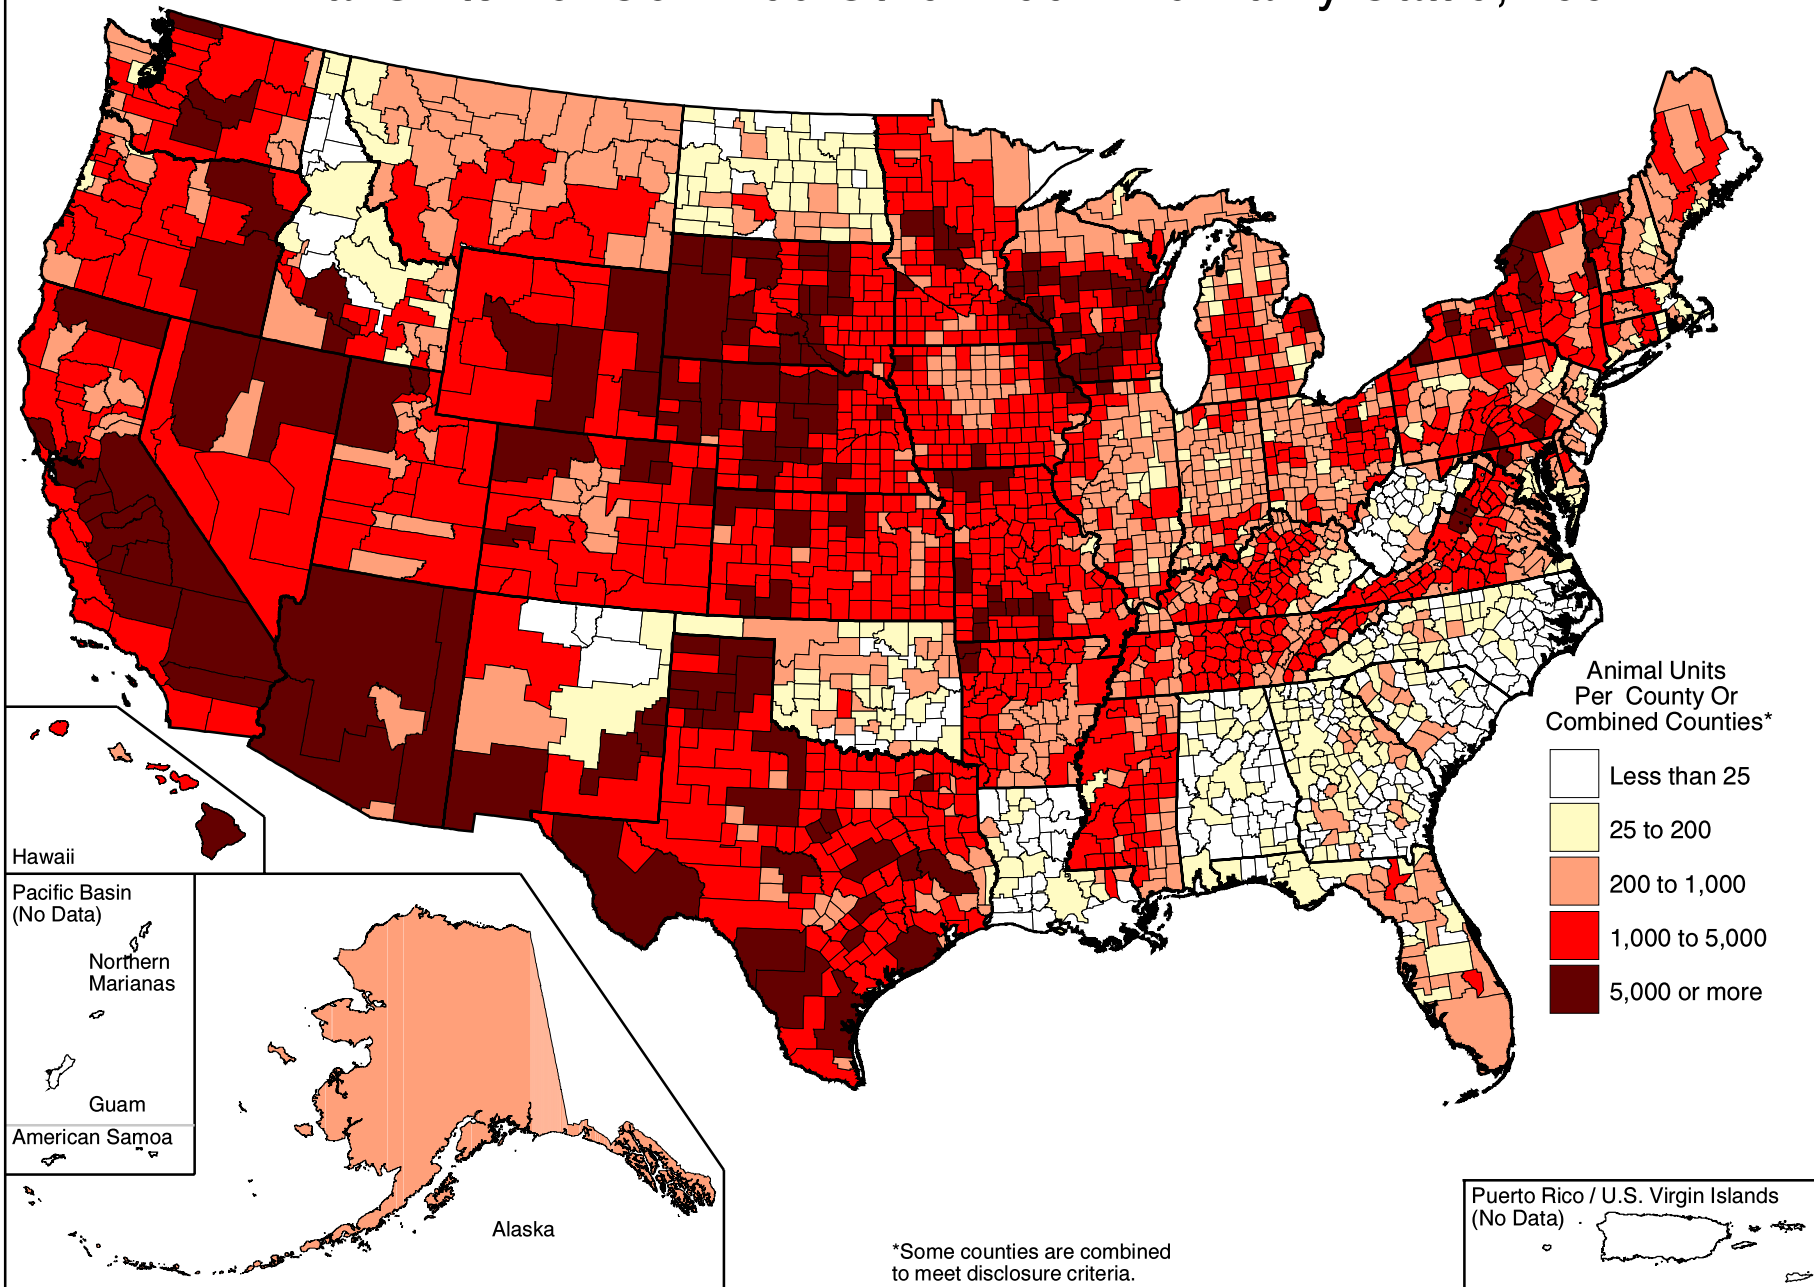 Animal Units
Per County Or
Combined Counties*
Less than 25
25 to 200
200 to 1,000
1,000 to 5,000
5,000 or more
Hawaii
Pacific Basin
(No Data)
Northern
Marianas
Guam
American Samoa
Alaska
*Some counties are combined
to meet disclosure criteria.
Puerto Rico / U.S. Virgin Islands
(No Data)